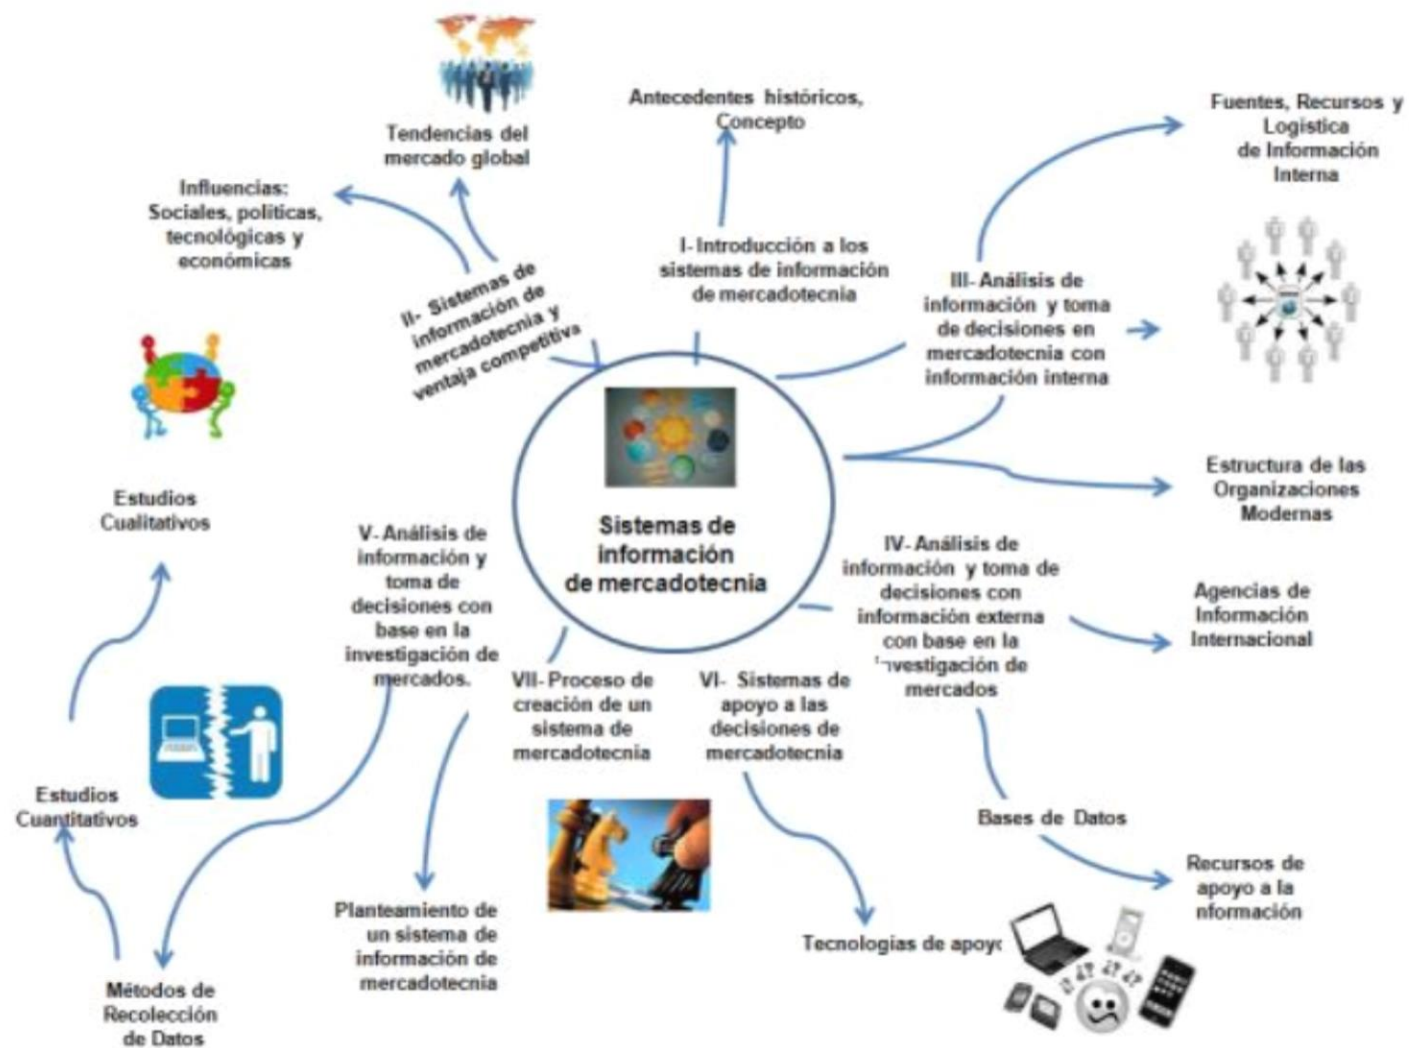 Tendencias del
mercado global
Antecedentes históricos,
Concepto
Fuentes, Recursos y
Logística
de Información
Interna
Influencias:
Sociales, políticas,
tecnológicas y
económicas
I- Introducción a los
sistemas de información
de mercadotecnia
II- Sistemas de
información de
mercadotecnia y
ventaja competitiva
III- Análisis de
información y toma
de decisiones en
mercadotecnia con
información interna
Estructura de las
Organizaciones
Modernas
Estudios
Cualitativos
Sistemas de
información
de mercadotecnia
V- Análisis de
información y
toma de
decisiones con
base en la
investigación de
mercados.
IV- Análisis de
información y toma de
decisiones con
información externa
con base en la
nvestigación de
mercados
Agencias de
Información
Internacional
VII- Proceso de
creación de un
sistema de
mercadotecnia
VI- Sistemas de
apoyo a las
decisiones de
mercadotecnia
Estudios
Cuantitativos
Bases de Datos
Recursos de
apoyo a la
nformación
Planteamiento de
un sistema de
información de
mercadotecnia
Tecnologías de apoyo
Métodos de
Recolección
de Datos